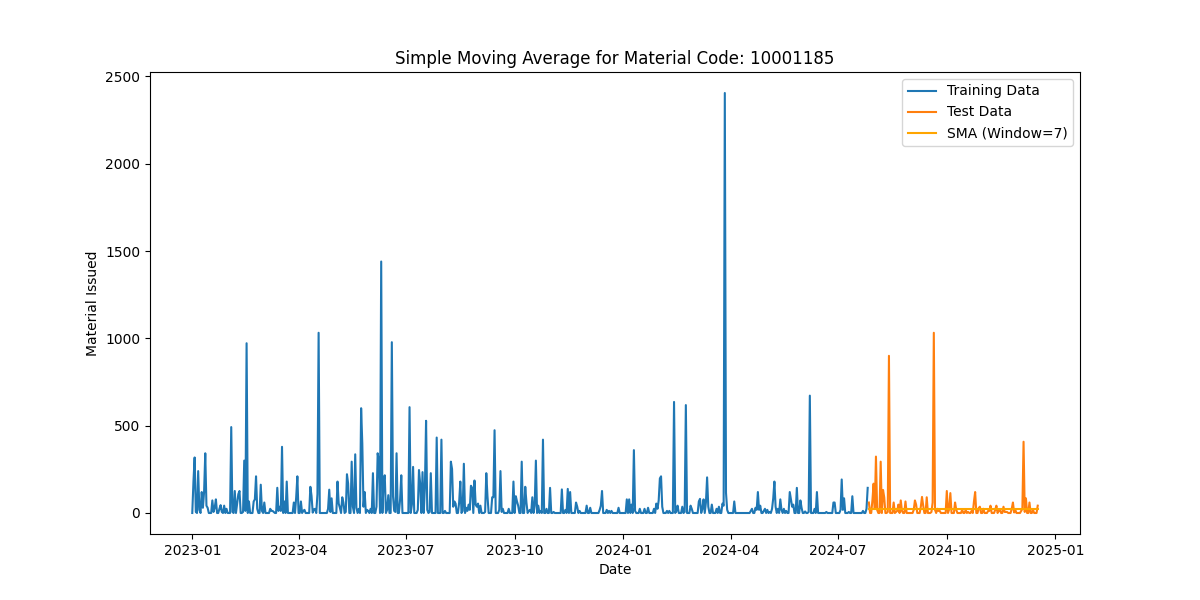 Simple Moving Average for Material Code: 10001185
2500
2000
1500
1000
500
0
Material Issued
Training Data
Test Data
SMA (Window=7)
2023-01
2023-04
2023-07
2023-10
2024-01
2024-04
2024-07
2024-10
2025-01
Date